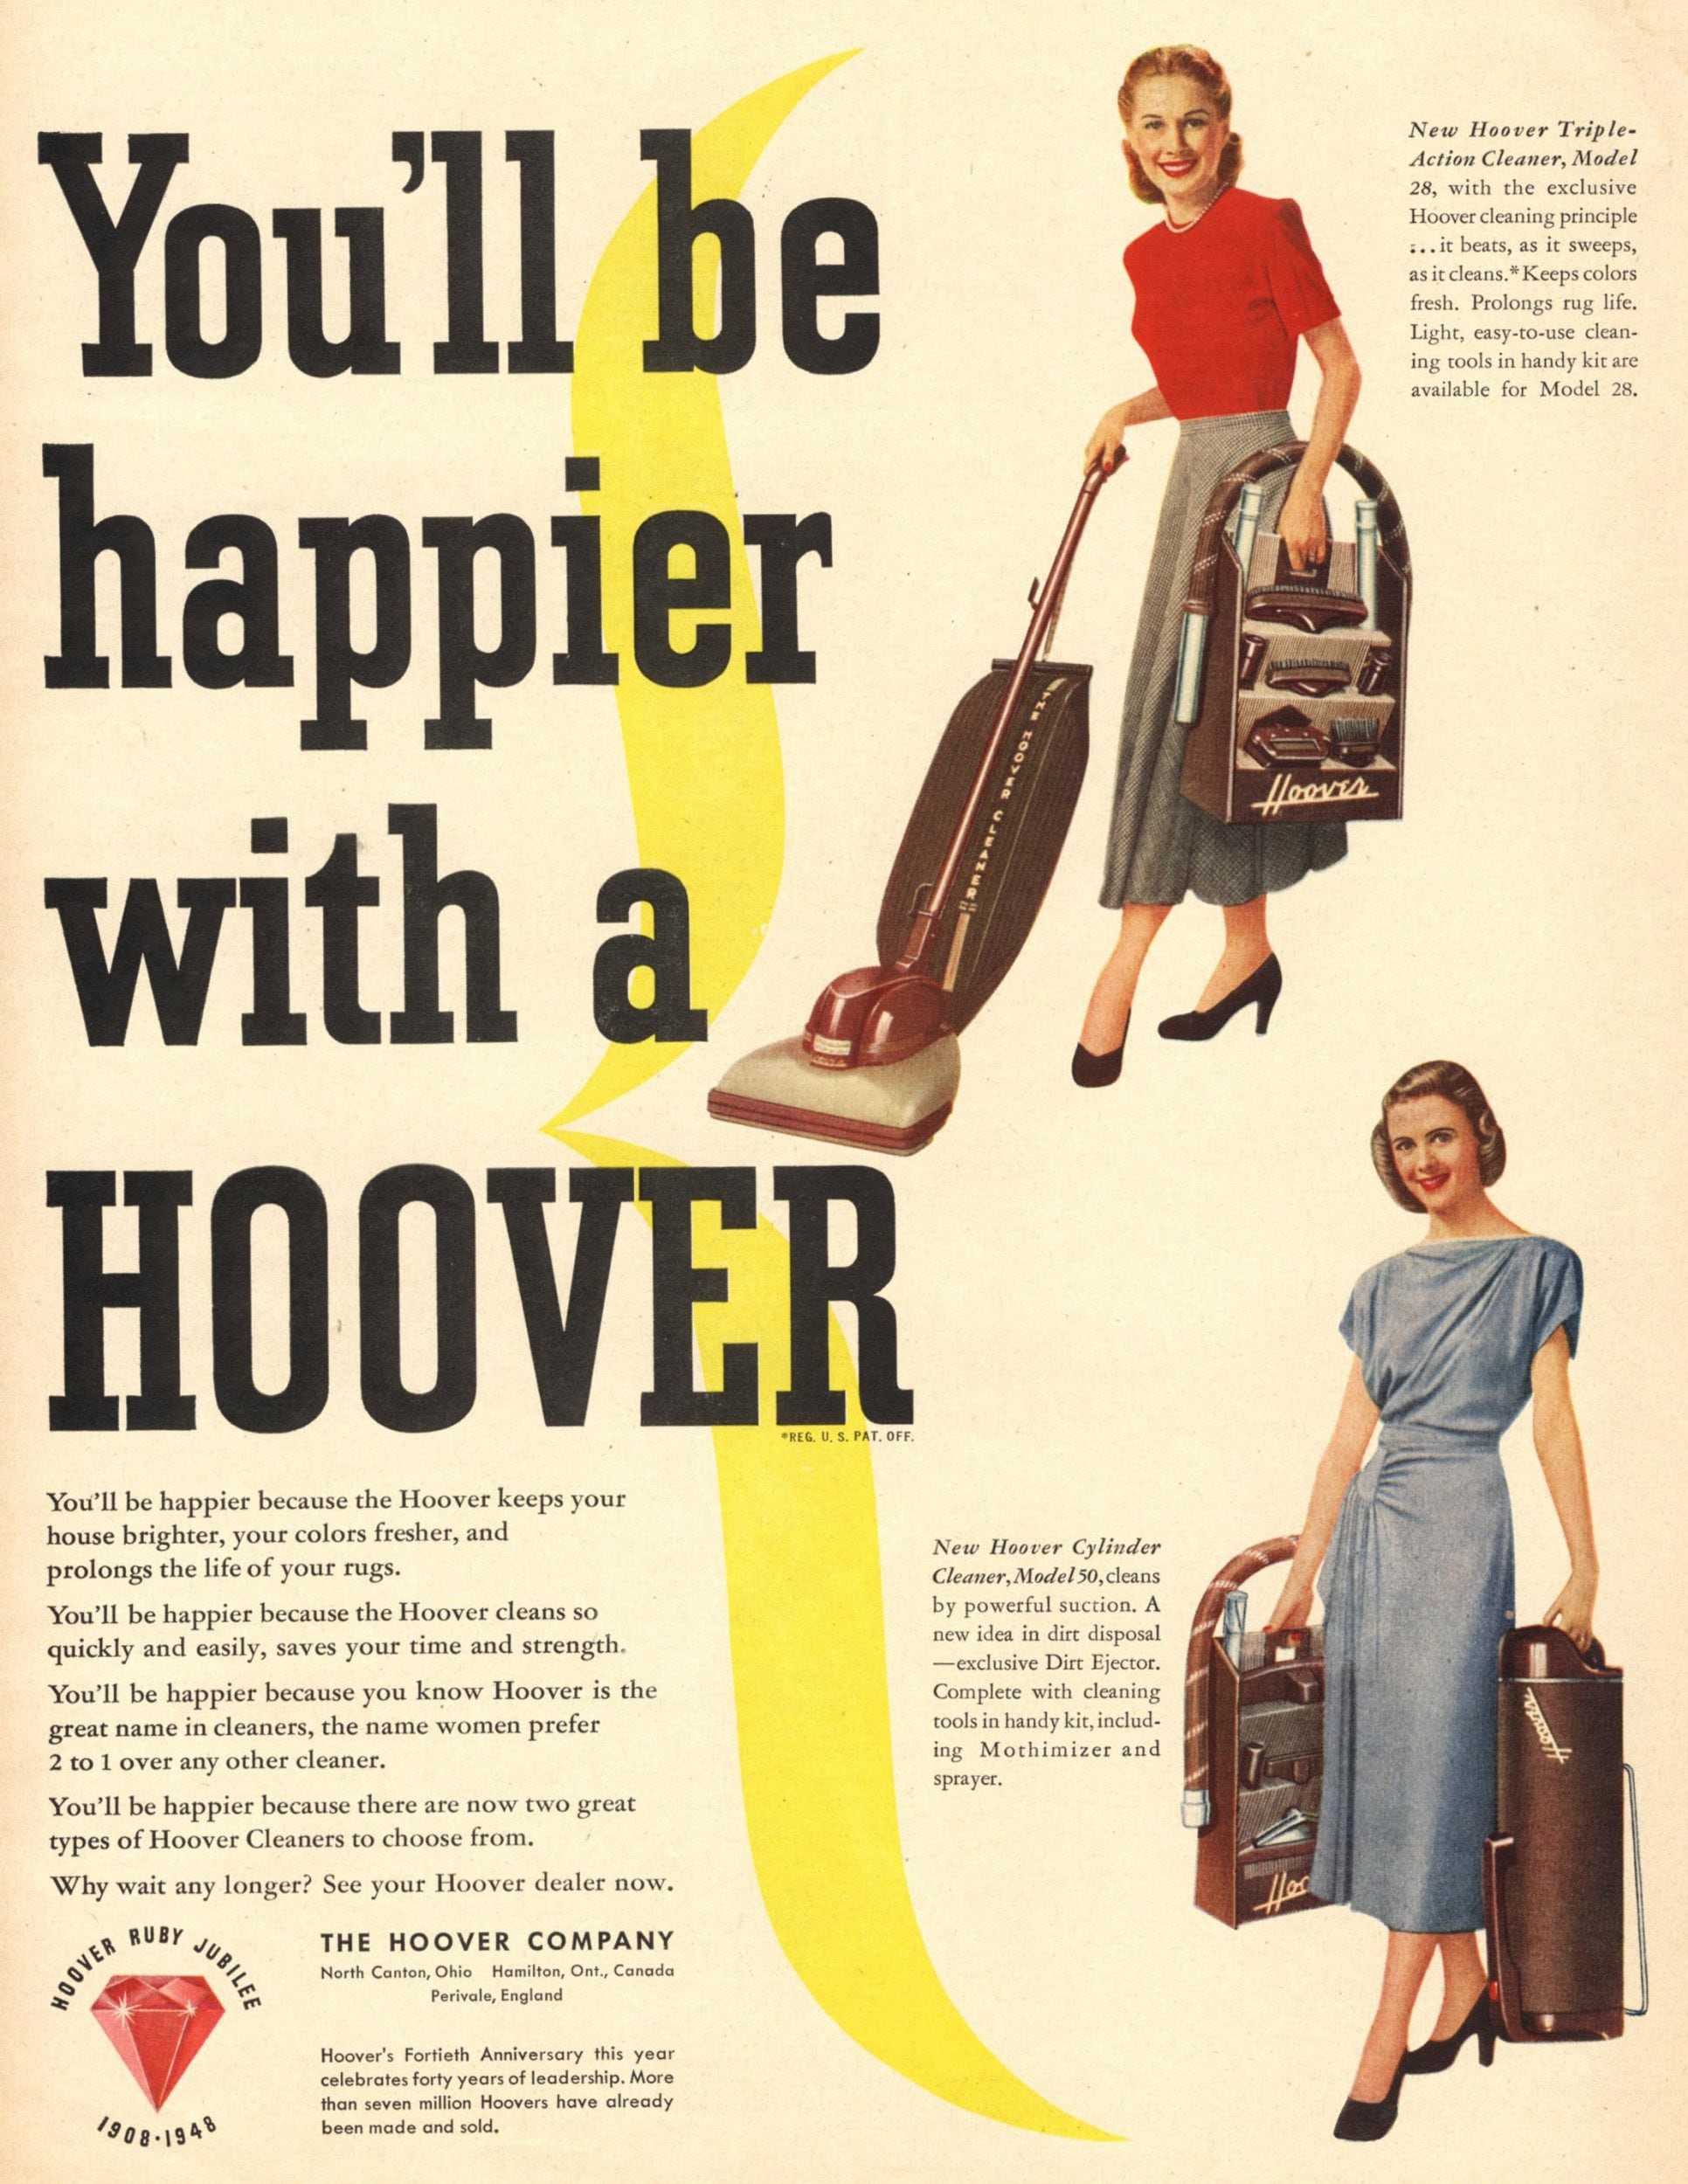 You'll be
happier
with a
HOOVER
*REG. U. S. PAT. OFF.
New Hoover Triple-
Action Cleaner, Model
28, with the exclusive
Hoover cleaning principle
:...it beats, as it sweeps,
as it cleans.* Keeps colors
fresh. Prolongs rug life.
Light, easy-to-use clean-
ing tools in handy kit are
available for Model 28.
THE HOOVER CLEANER
Hoover
You'll be happier because the Hoover keeps your
house brighter, your colors fresher, and
prolongs the life of your rugs.
You'll be happier because the Hoover cleans so
quickly and easily, saves your time and strength.
You'll be happier because you know Hoover is the
great name in cleaners, the name women prefer
2 to 1 over any other cleaner.
You'll be happier because there are now two great
types of Hoover Cleaners to choose from.
Why wait any longer? See your Hoover dealer now.
New Hoover Cylinder
Cleaner, Model 50, cleans
by powerful suction. A
new idea in dirt disposal
—exclusive Dirt Ejector.
Complete with cleaning
tools in handy kit, includ-
ing Mothimizer and
sprayer.
Hoover
Hoo
HOOVER RUBY JUBILEE
1908·1948
THE HOOVER COMPANY
North Canton, Ohio Hamilton, Ont., Canada
Perivale, England
Hoover's Fortieth Anniversary this year
celebrates forty years of leadership. More
than seven million Hoovers have already
been made and sold.